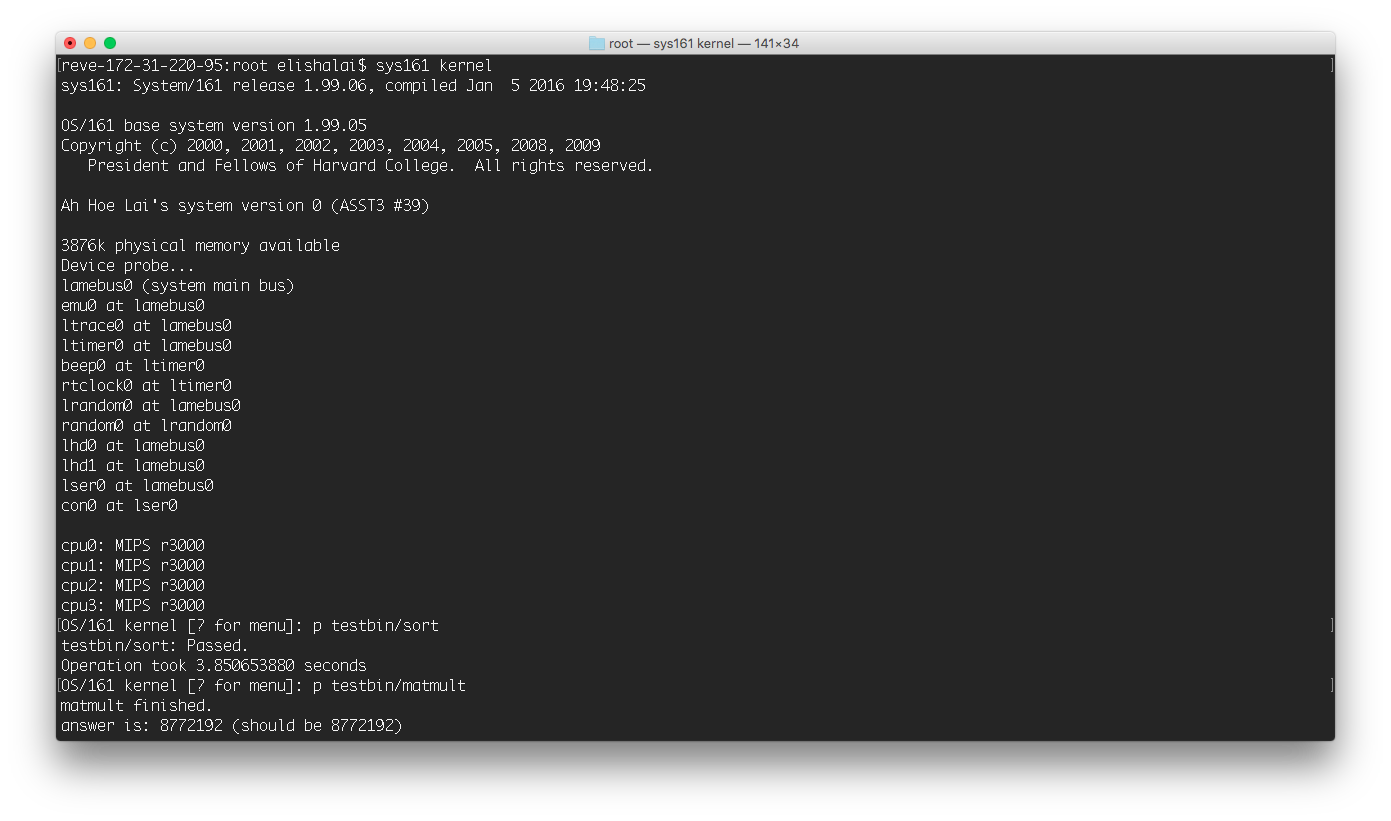 root — sys161 kernel — 141×34
[reve-172-31-220-95:root elishalai$ sys161 kernel ]
sys161: System/161 release 1.99.06, compiled Jan  5 2016 19:48:25
OS/161 base system version 1.99.05
Copyright (c) 2000, 2001, 2002, 2003, 2004, 2005, 2008, 2009
   President and Fellows of Harvard College.  All rights reserved.
Ah Hoe Lai's system version 0 (ASST3 #39)
3876k physical memory available
Device probe...
lamebus0 (system main bus)
emu0 at lamebus0
ltrace0 at lamebus0
ltimer0 at lamebus0
beep0 at ltimer0
rtclock0 at ltimer0
lrandom0 at lamebus0
random0 at lrandom0
lhd0 at lamebus0
lhd1 at lamebus0
lser0 at lamebus0
con0 at lser0
cpu0: MIPS r3000
cpu1: MIPS r3000
cpu2: MIPS r3000
cpu3: MIPS r3000
[OS/161 kernel [? for menu]: p testbin/sort ]
testbin/sort: Passed.
Operation took 3.850653880 seconds
[OS/161 kernel [? for menu]: p testbin/matmult ]
matmult finished.
answer is: 8772192 (should be 8772192)